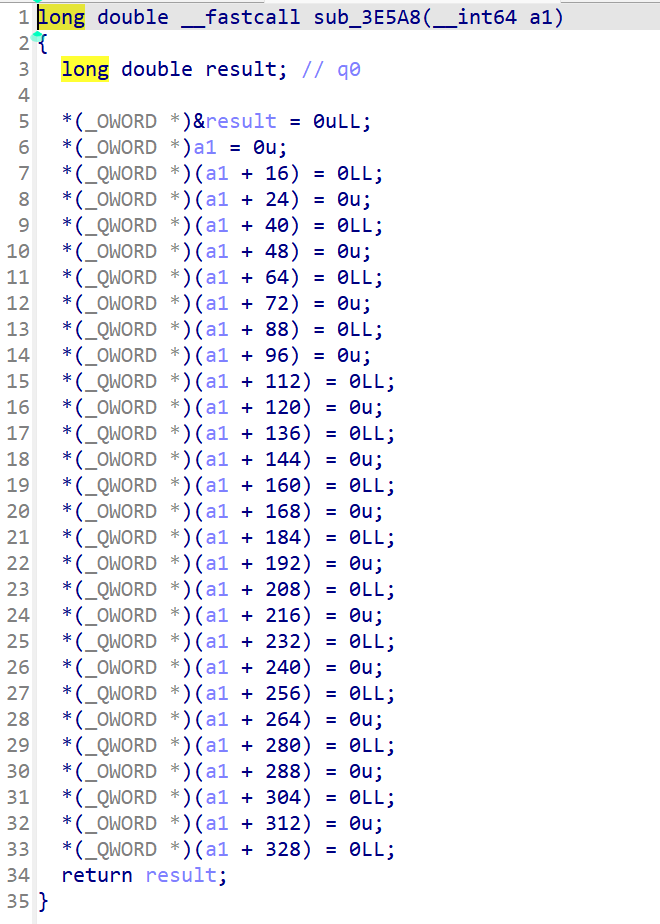 1 long double __fastcall sub_3E5A8(__int64 a1)
2 {
3   long double result; // q0
4
5   *(_OWORD *)&result = 0uLL;
6   *(_OWORD *)a1 = 0u;
7   *(_QWORD *)(a1 + 16) = 0LL;
8   *(_OWORD *)(a1 + 24) = 0u;
9   *(_QWORD *)(a1 + 40) = 0LL;
10   *(_OWORD *)(a1 + 48) = 0u;
11   *(_QWORD *)(a1 + 64) = 0LL;
12   *(_OWORD *)(a1 + 72) = 0u;
13   *(_QWORD *)(a1 + 88) = 0LL;
14   *(_OWORD *)(a1 + 96) = 0u;
15   *(_QWORD *)(a1 + 112) = 0LL;
16   *(_OWORD *)(a1 + 120) = 0u;
17   *(_QWORD *)(a1 + 136) = 0LL;
18   *(_OWORD *)(a1 + 144) = 0u;
19   *(_QWORD *)(a1 + 160) = 0LL;
20   *(_OWORD *)(a1 + 168) = 0u;
21   *(_QWORD *)(a1 + 184) = 0LL;
22   *(_OWORD *)(a1 + 192) = 0u;
23   *(_QWORD *)(a1 + 208) = 0LL;
24   *(_OWORD *)(a1 + 216) = 0u;
25   *(_QWORD *)(a1 + 232) = 0LL;
26   *(_OWORD *)(a1 + 240) = 0u;
27   *(_QWORD *)(a1 + 256) = 0LL;
28   *(_OWORD *)(a1 + 264) = 0u;
29   *(_QWORD *)(a1 + 280) = 0LL;
30   *(_OWORD *)(a1 + 288) = 0u;
31   *(_QWORD *)(a1 + 304) = 0LL;
32   *(_OWORD *)(a1 + 312) = 0u;
33   *(_QWORD *)(a1 + 328) = 0LL;
34   return result;
35 }